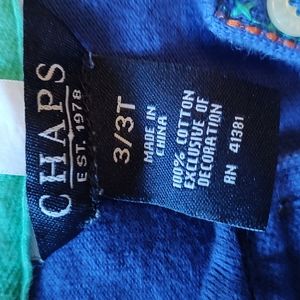 CHAPS
EST. 1978
3/3T
MADE IN
CHINA
100% COTTON
EXCLUSIVE OF
DECORATION
RN 41381